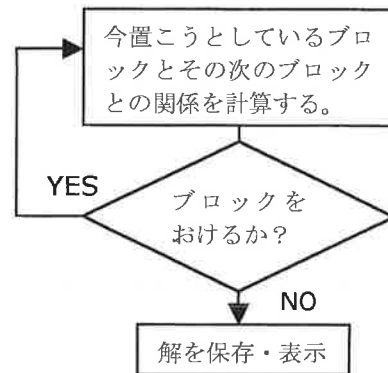 今置こうとしているブロ
ックとその次のブロック
との関係を計算する。
YES
ブロックを
おけるか？
NO
解を保存・表示